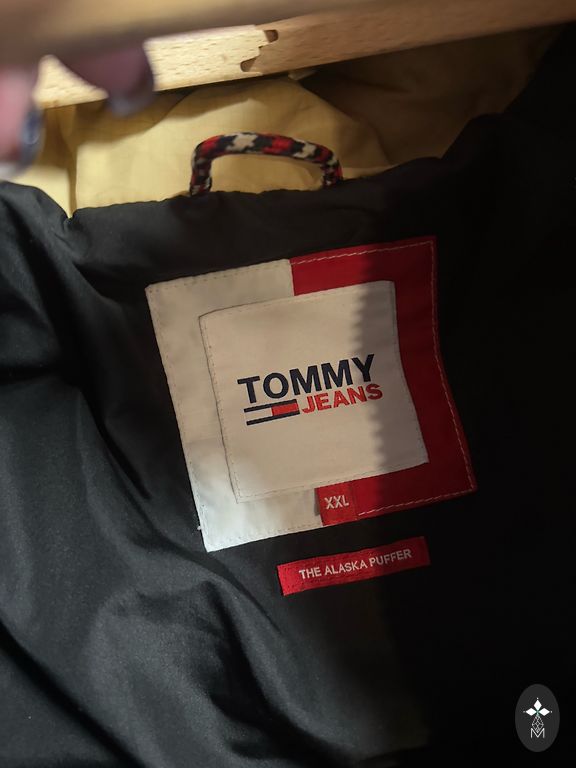 TOMMY
JEANS
XXL
THE ALASKA PUFFER
M